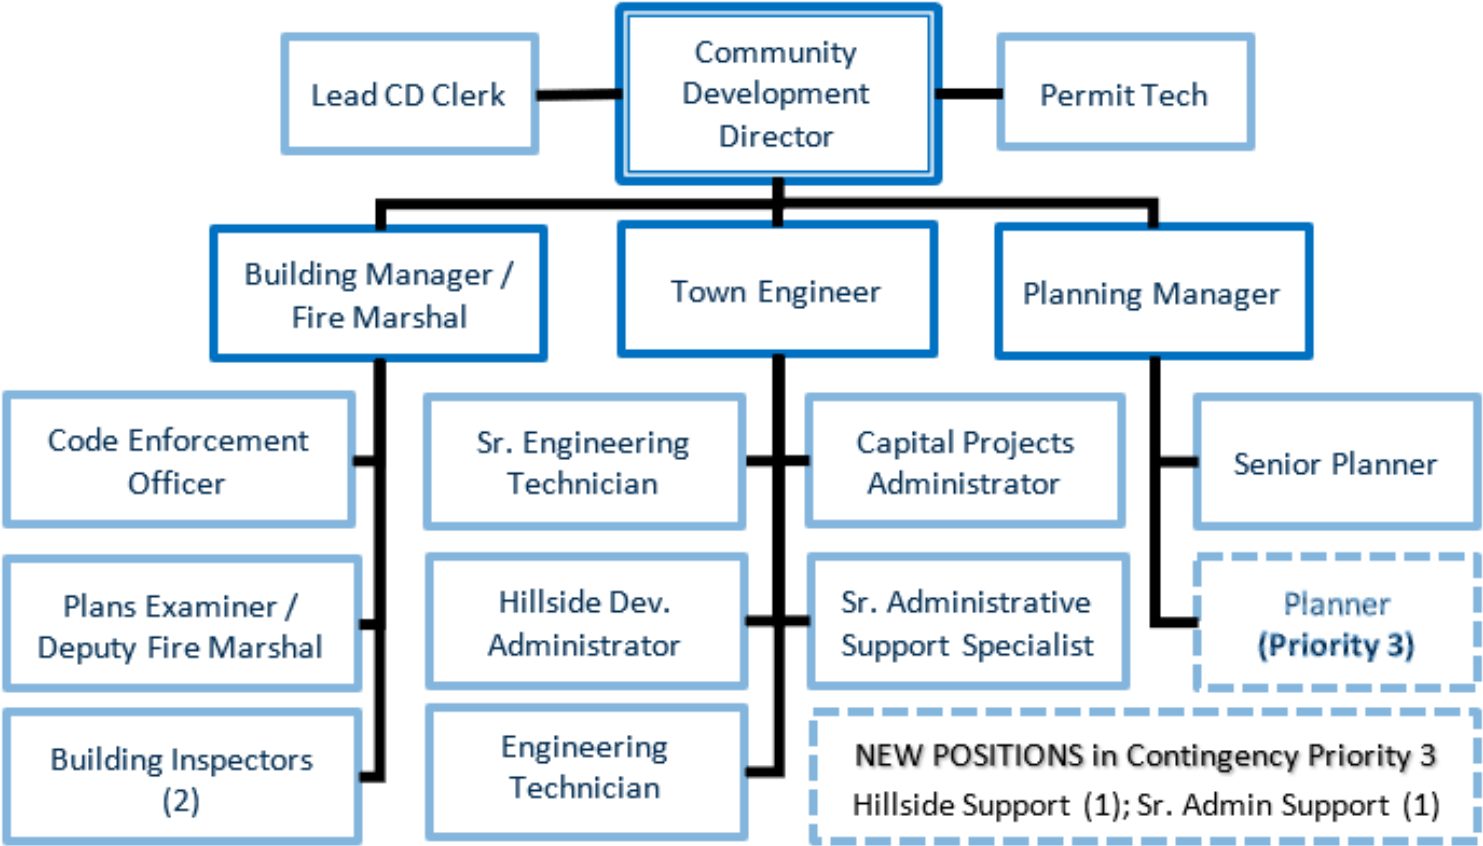 Lead CD Clerk
Community
Development
Director
Permit Tech
Building Manager /
Fire Marshal
Town Engineer
Planning Manager
Code Enforcement
Officer
Sr. Engineering
Technician
Capital Projects
Administrator
Senior Planner
Plans Examiner /
Deputy Fire Marshal
Hillside Dev.
Administrator
Sr. Administrative
Support Specialist
Planner
(Priority 3)
Building Inspectors
(2)
Engineering
Technician
NEW POSITIONS in Contingency Priority 3
Hillside Support (1); Sr. Admin Support (1)